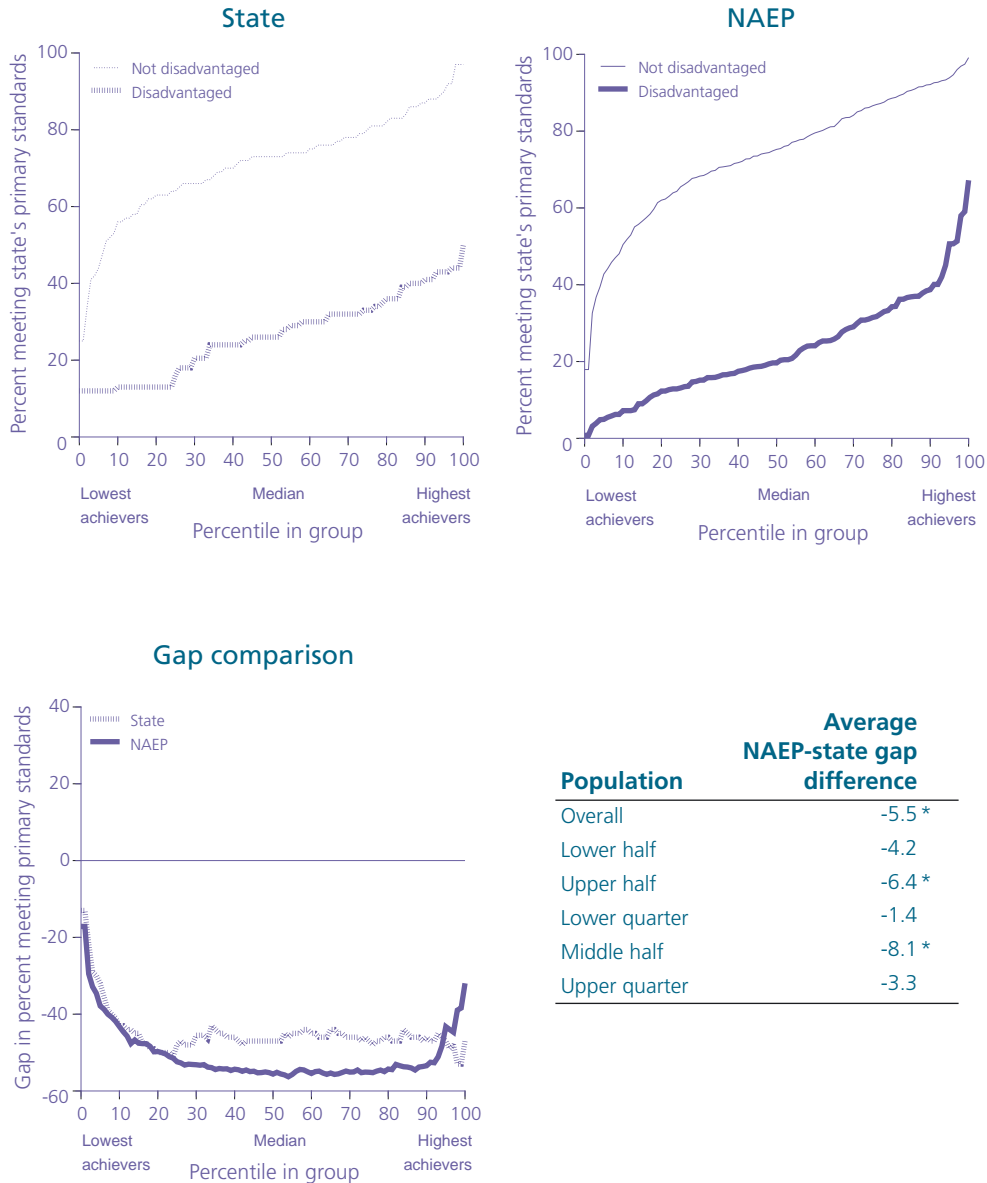 State
Percent meeting state's primary standards
100
80
60
40
20
0
Not disadvantaged
Disadvantaged
0 10 20 30 40 50 60 70 80 90 100
Lowest achievers
Median
Highest achievers
Percentile in group
NAEP
Percent meeting state's primary standards
100
80
60
40
20
0
Not disadvantaged
Disadvantaged
0 10 20 30 40 50 60 70 80 90 100
Lowest achievers
Median
Highest achievers
Percentile in group
Gap comparison
Gap in percent meeting primary standards
40
20
0
-20
-40
-60
State
NAEP
0 10 20 30 40 50 60 70 80 90 100
Lowest achievers
Median
Highest achievers
Percentile in group
Average
NAEP-state gap
Population difference
Overall -5.5 *
Lower half -4.2
Upper half -6.4 *
Lower quarter -1.4
Middle half -8.1 *
Upper quarter -3.3